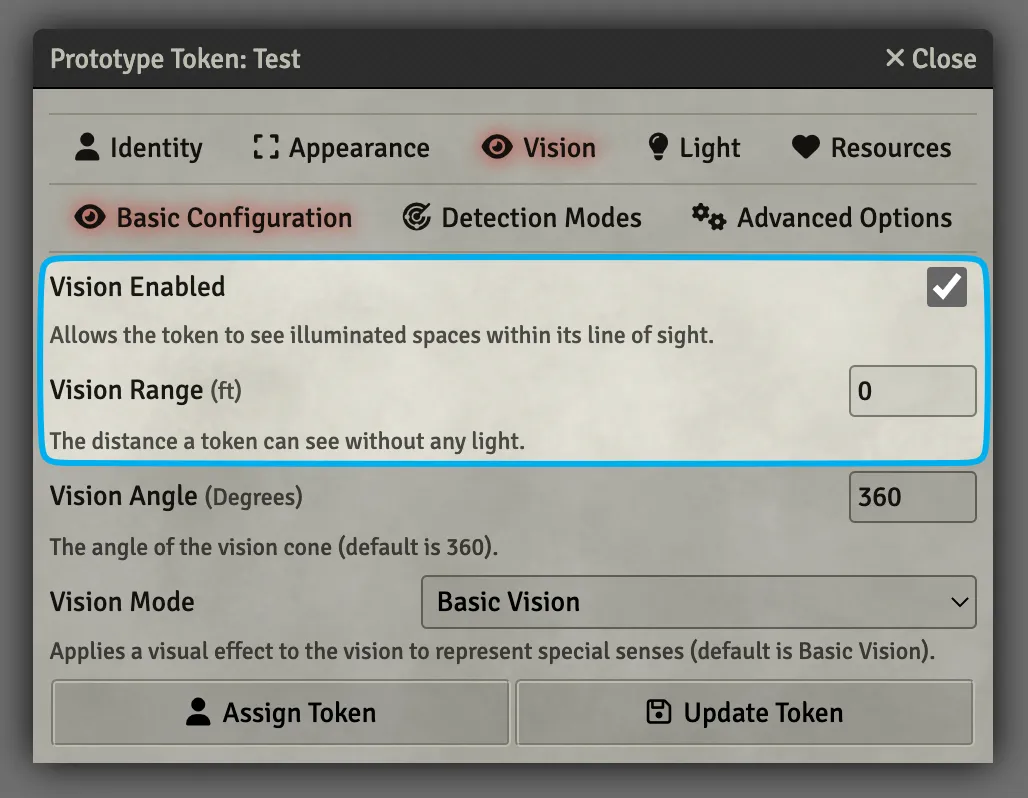 Prototype Token: Test
Close
Identity Appearance Vision Light Resources
Basic Configuration Detection Modes Advanced Options
Vision Enabled
Allows the token to see illuminated spaces within its line of sight.
Vision Range (ft) 0
The distance a token can see without any light.
Vision Angle (Degrees) 360
The angle of the vision cone (default is 360).
Vision Mode Basic Vision
Applies a visual effect to the vision to represent special senses (default is Basic Vision).
Assign Token Update Token